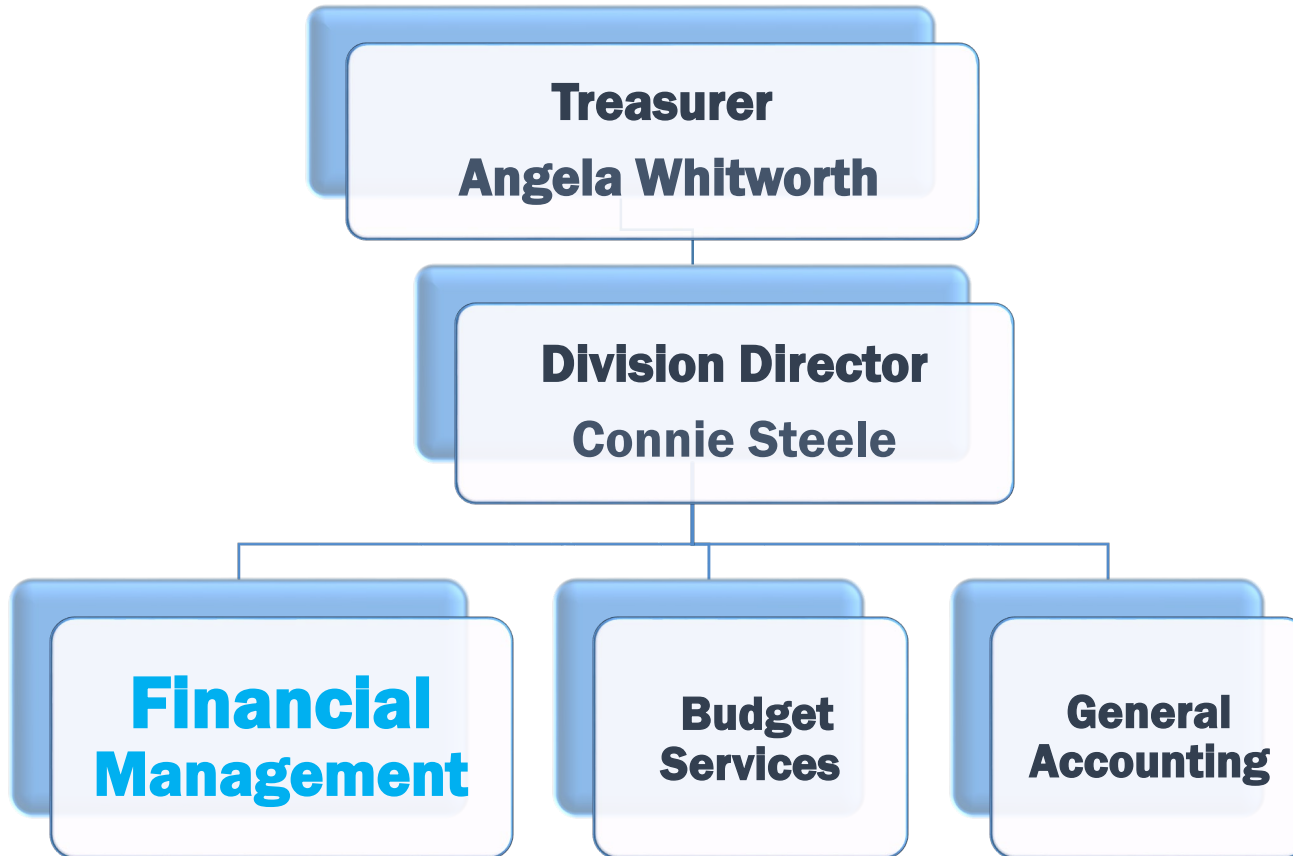 Treasurer
Angela Whitworth
Division Director
Connie Steele
Financial
Management
Budget
Services
General
Accounting